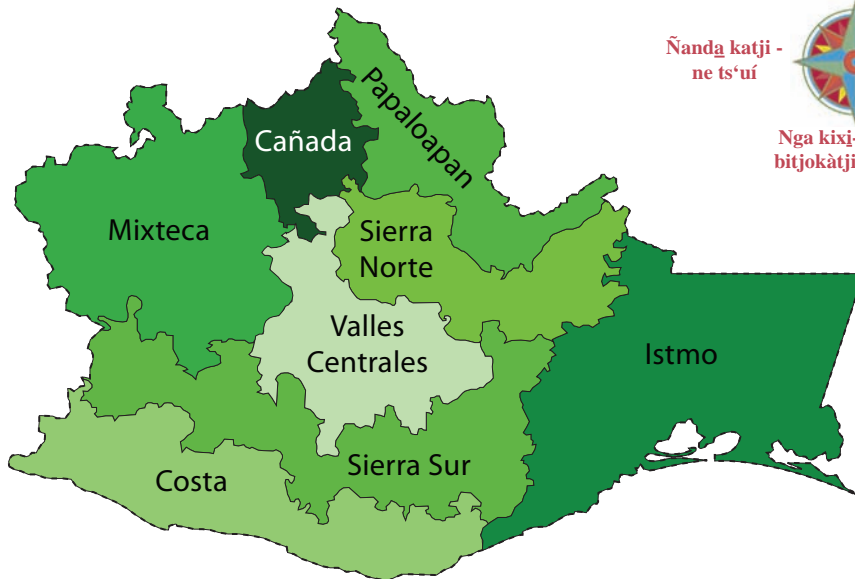 Ñanda̱ katji -
ne ts‘uí
Nga kixi̱-
bitjokàtji
Papaloapan
Cañada
Mixteca
Sierra
Norte
Valles
Centrales
Istmo
Sierra Sur
Costa